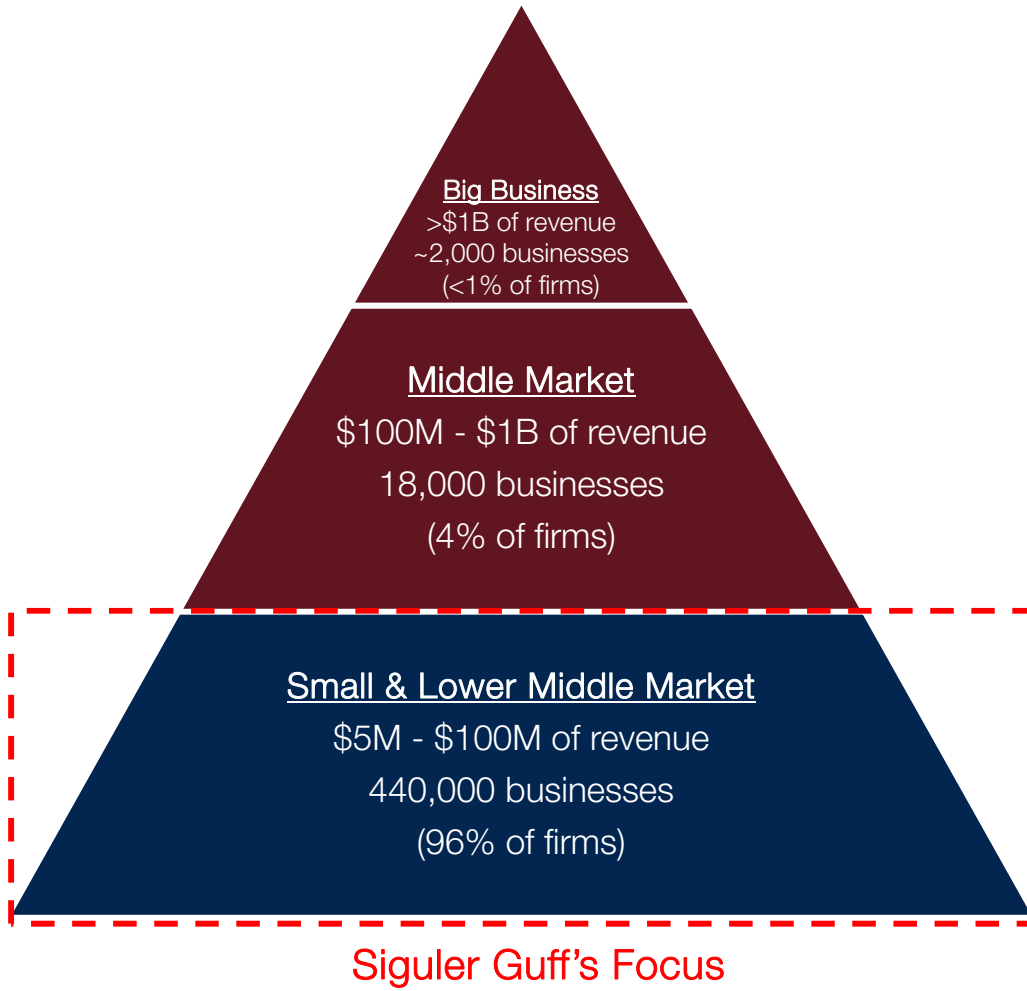 Big Business
>$1B of revenue
~2,000 businesses
(<1% of firms)
Middle Market
$100M - $1B of revenue
18,000 businesses
(4% of firms)
Small & Lower Middle Market
$5M - $100M of revenue
440,000 businesses
(96% of firms)
Siguler Guff's Focus